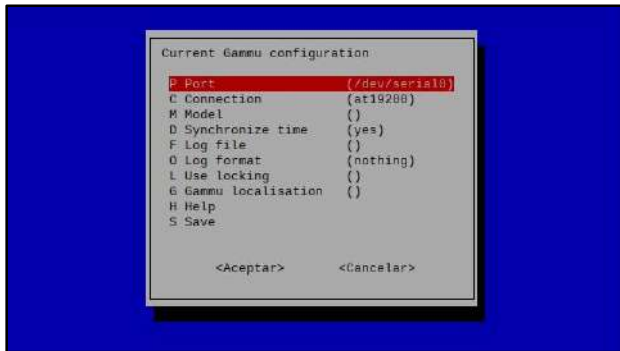 Current Gammu configuration
P Port (/dev/serial0)
C Connection (at19200)
M Model ()
D Synchronize time (yes)
F Log file ()
O Log format (nothing)
L Use locking ()
G Gammu localisation ()
H Help
S Save
<Aceptar> <Cancelar>